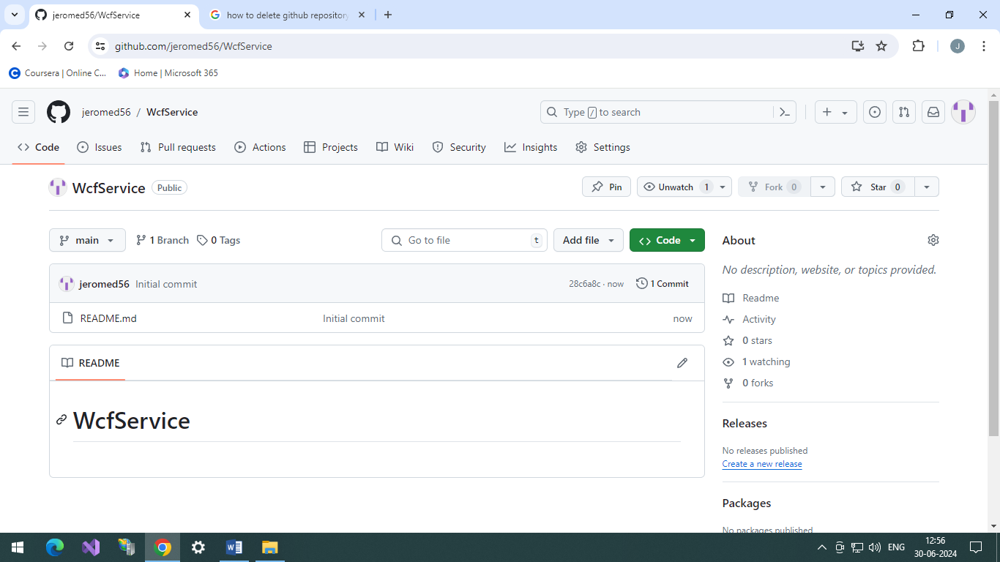 jeromed56/WcfService
how to delete github repository
github.com/jeromed56/WcfService
J
Coursera | Online C...
Home | Microsoft 365
jeromed56 / WcfService
Type / to search
Code
Issues
Pull requests
Actions
Projects
Wiki
Security
Insights
Settings
WcfService Public
Pin
Unwatch 1
Fork 0
Star 0
main
1 Branch
0 Tags
Go to file t
Add file
Code
jeromed56 Initial commit
28c6a8c · now
1 Commit
README.md Initial commit now
README
WcfService
About
No description, website, or topics provided.
Readme
Activity
0 stars
1 watching
0 forks
Releases
No releases published
Create a new release
Packages
No packages published
ENG
12:56
30-06-2024